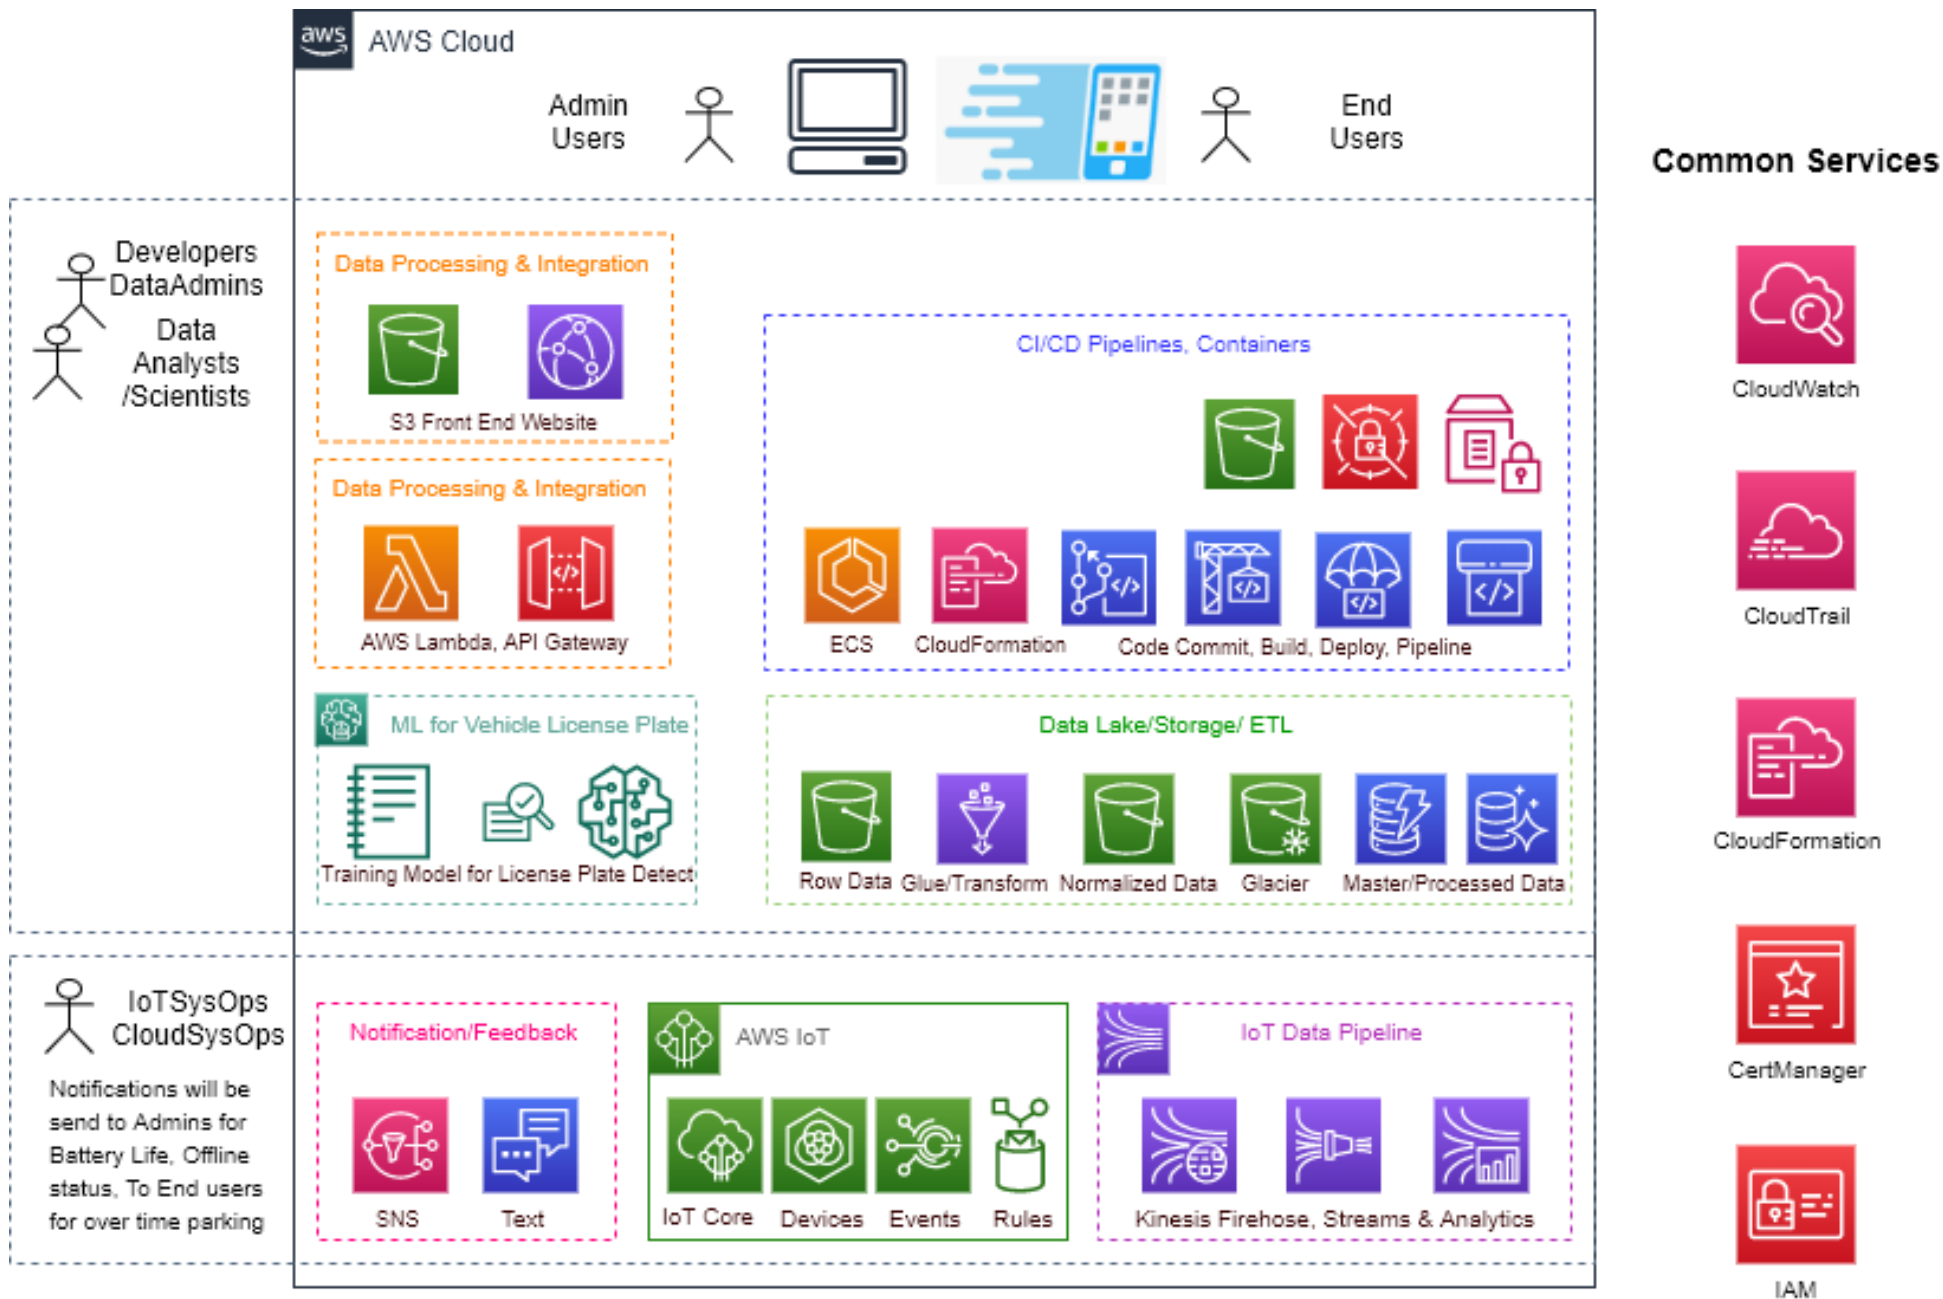 aws
AWS Cloud
Admin
Users
End
Users
Common Services
Developers
DataAdmins
Data
Analysts
/Scientists
Data Processing & Integration
S3 Front End Website
Data Processing & Integration
AWS Lambda, API Gateway
CI/CD Pipelines, Containers
ECS
CloudFormation
Code Commit, Build, Deploy, Pipeline
ML for Vehicle License Plate
Training Model for License Plate Detect
Data Lake/Storage/ ETL
Row Data
Glue/Transform
Normalized Data
Glacier
Master/Processed Data
IoTSysOps
CloudSysOps
Notifications will be
send to Admins for
Battery Life, Offline
status, To End users
for over time parking
Notification/Feedback
SNS
Text
AWS IoT
IoT Core
Devices
Events
Rules
IoT Data Pipeline
Kinesis Firehose, Streams & Analytics
CloudWatch
CloudTrail
CloudFormation
CertManager
IAM